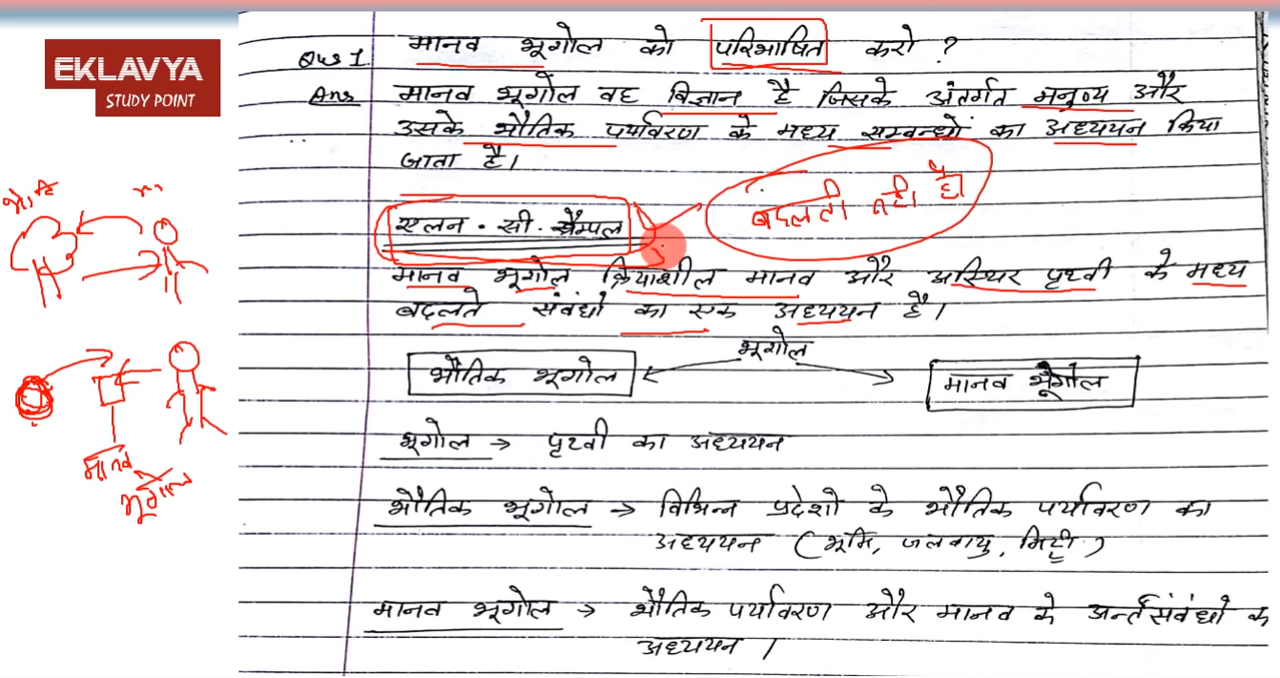 EKLAVYA
STUDY POINT
Qus 1 मानव भूगोल को परिभाषित करो ?
Ans मानव भूगोल वह विज्ञान है जिसके अंतर्गत मनुष्य और
उसके भौतिक पर्यावरण के मध्य सम्बन्धों का अध्ययन किया
जाता है।
बदलती नही है
एलन · सी · सैम्पल
मानव भूगोल क्रियाशील मानव और अस्थिर पृथ्वी के मध्य
बदलते संबंधो का एक अध्ययन है।
भूगोल
भौतिक भूगोल
मानव भूगोल
भूगोल → पृथ्वी का अध्ययन
भौतिक भूगोल → विभिन्न प्रदेशो के भौतिक पर्यावरण का
अध्ययन (भूमि, जलवायु, मिट्टी)
मानव भूगोल → भौतिक पर्यावरण और मानव के अर्न्तसंबंधो क
अध्ययन ।
मानव
भूगोल